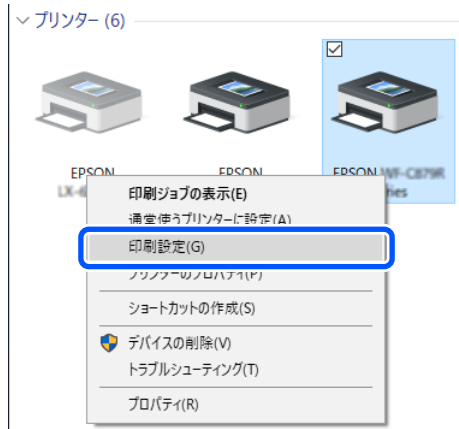 プリンター (6)
EPSON
EPSON
EPSON
印刷ジョブの表示(E)
通常使うプリンターに設定(A)
印刷設定(G)
プリンターのプロパティ(P)
ショートカットの作成(S)
デバイスの削除(V)
トラブルシューティング(T)
プロパティ(R)